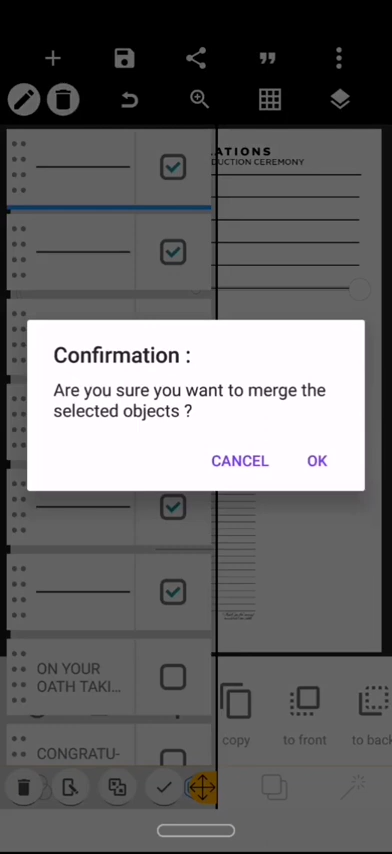 ATIONS
DUCTION CEREMONY
Confirmation :
Are you sure you want to merge the
selected objects ?
CANCEL
OK
ON YOUR
OATH TAKI...
CONGRATU-
copy
to front
to back